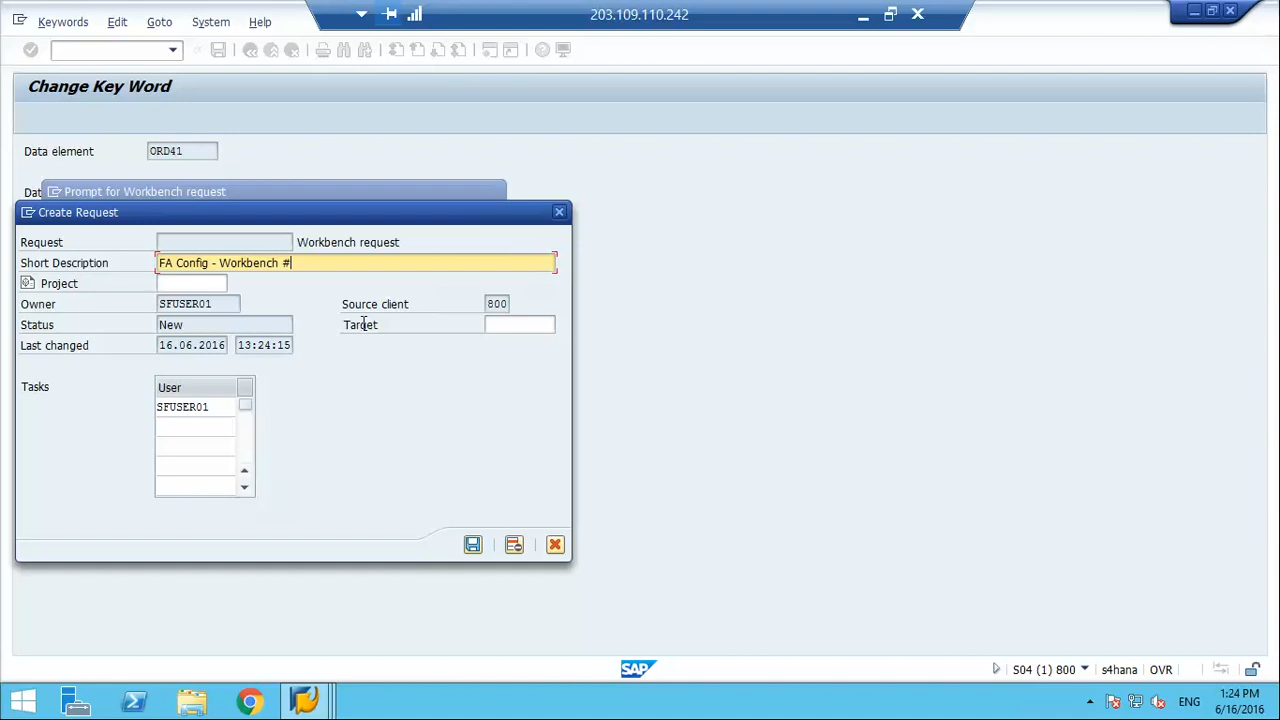 Keywords Edit Goto System Help
203.109.110.242
Change Key Word
Data element ORD41
Dat
Prompt for Workbench request
Create Request
Request Workbench request
Short Description FA Config - Workbench #
Project
Owner SFUSER01 Source client 800
Status New Target
Last changed 16.06.2016 13:24:15
Tasks User
SFUSER01
SAP
S04 (1) 800 s4hana OVR
ENG
1:24 PM
6/16/2016